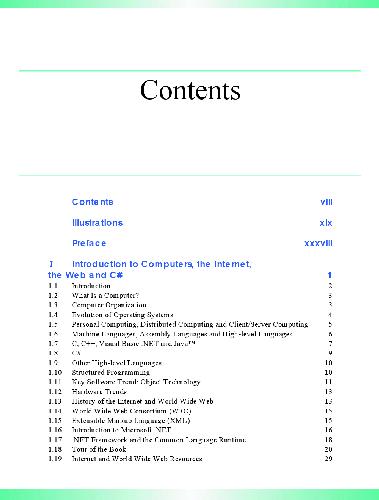 Contents
Contents viii
Illustrations xix
Preface xxxviii
1 Introduction to Computers, the Internet,
the Web and C# 1
1.1 Introduction 2
1.2 What Is a Computer? 3
1.3 Computer Organization 3
1.4 Evolution of Operating Systems 4
1.5 Personal Computing, Distributed Computing and Client/Server Computing 5
1.6 Machine Languages, Assembly Languages and High-level Languages 6
1.7 C, C++, Visual Basic .NET and Java™ 7
1.8 C# 9
1.9 Other High-level Languages 10
1.10 Structured Programming 10
1.11 Key Software Trend: Object Technology 11
1.12 Hardware Trends 13
1.13 History of the Internet and World Wide Web 13
1.14 World Wide Web Consortium (W3C) 15
1.15 Extensible Markup Language (XML) 15
1.16 Introduction to Microsoft .NET 16
1.17 .NET Framework and the Common Language Runtime 18
1.18 Tour of the Book 20
1.19 Internet and World Wide Web Resources 29